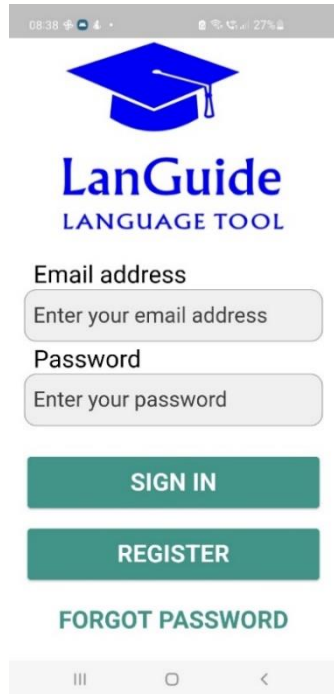 08:38
27%
LanGuide
LANGUAGE TOOL
Email address
Enter your email address
Password
Enter your password
SIGN IN
REGISTER
FORGOT PASSWORD